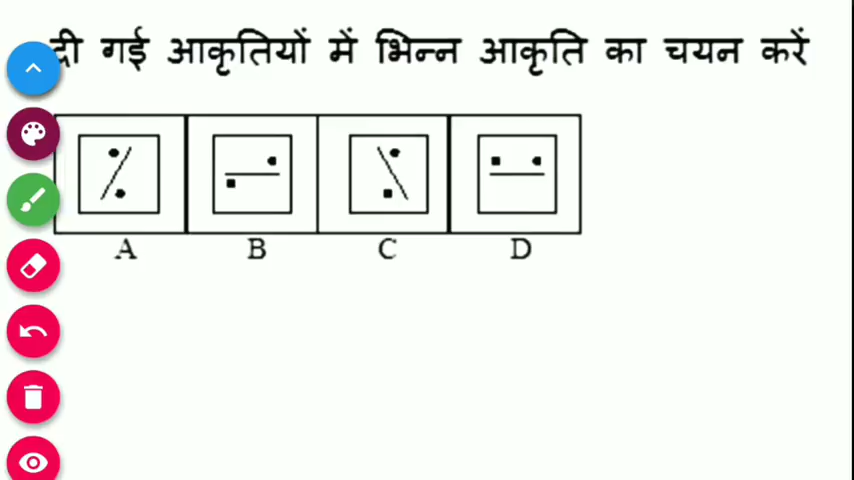 दी गई आकृतियों में भिन्न आकृति का चयन करें
A B C D